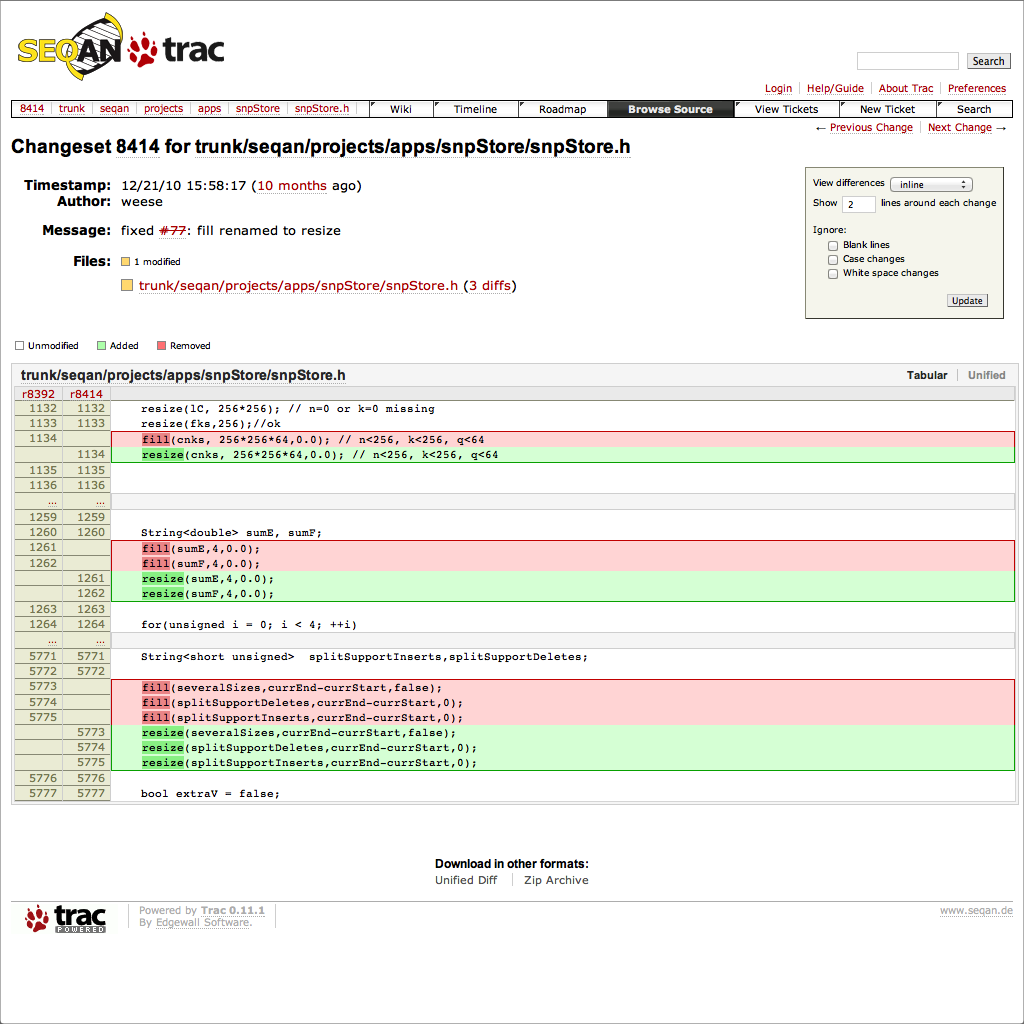 SEQAN trac
Search
Login Help/Guide About Trac Preferences
8414 trunk seqan projects apps snpStore snpStore.h Wiki Timeline Roadmap Browse Source View Tickets New Ticket Search
← Previous Change Next Change →
Changeset 8414 for trunk/seqan/projects/apps/snpStore/snpStore.h
Timestamp: 12/21/10 15:58:17 (10 months ago)
Author: weese
Message: fixed #77: fill renamed to resize
Files: 1 modified
trunk/seqan/projects/apps/snpStore/snpStore.h (3 diffs)
View differences inline
Show 2 lines around each change
Ignore:
Blank lines
Case changes
White space changes
Update
Unmodified Added Removed
trunk/seqan/projects/apps/snpStore/snpStore.h Tabular Unified
r8392 r8414
1132 1132 resize(lC, 256*256); // n=0 or k=0 missing
1133 1133 resize(fks,256);//ok
1134 fill(cnks, 256*256*64,0.0); // n<256, k<256, q<64
1134 resize(cnks, 256*256*64,0.0); // n<256, k<256, q<64
1135 1135
1136 1136
... ...
1259 1259
1260 1260 String<double> sumE, sumF;
1261 fill(sumE,4,0.0);
1262 fill(sumF,4,0.0);
1261 resize(sumE,4,0.0);
1262 resize(sumF,4,0.0);
1263 1263
1264 1264 for(unsigned i = 0; i < 4; ++i)
... ...
5771 5771 String<short unsigned>  splitSupportInserts,splitSupportDeletes;
5772 5772
5773 fill(severalSizes,currEnd-currStart,false);
5774 fill(splitSupportDeletes,currEnd-currStart,0);
5775 fill(splitSupportInserts,currEnd-currStart,0);
5773 resize(severalSizes,currEnd-currStart,false);
5774 resize(splitSupportDeletes,currEnd-currStart,0);
5775 resize(splitSupportInserts,currEnd-currStart,0);
5776 5776
5777 5777 bool extraV = false;
Download in other formats:
Unified Diff Zip Archive
trac POWERED
Powered by Trac 0.11.1
By Edgewall Software.
www.seqan.de